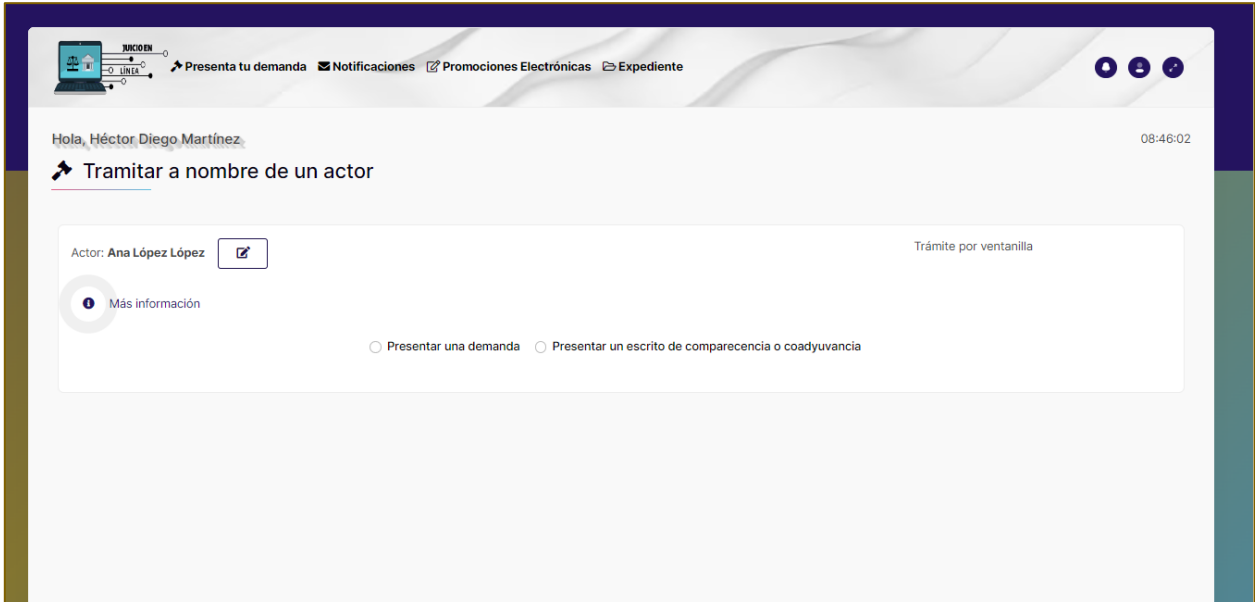 JUICIO EN
LÍNEA
Presenta tu demanda Notificaciones Promociones Electrónicas Expediente
Hola, Héctor Diego Martínez
08:46:02
Tramitar a nombre de un actor
Actor: Ana López López
Trámite por ventanilla
Más información
Presentar una demanda Presentar un escrito de comparecencia o coadyuvancia